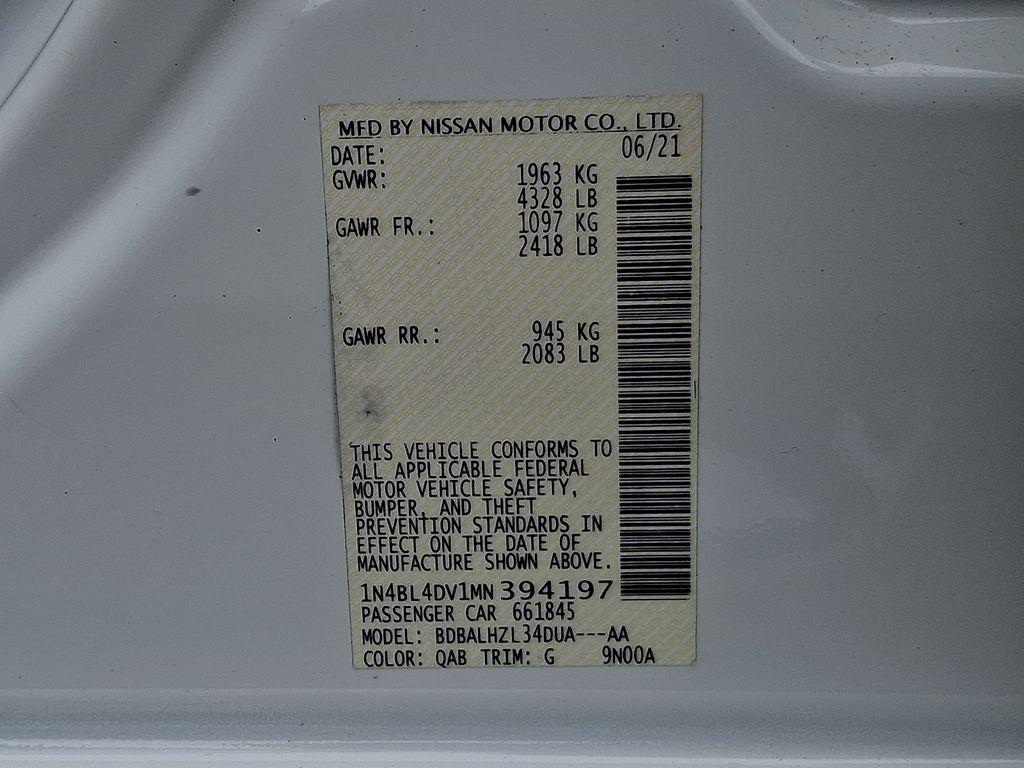 MFD BY NISSAN MOTOR CO., LTD.
DATE: 06/21
GVWR: 1963 KG
4328 LB
GAWR FR.: 1097 KG
2418 LB
GAWR RR.: 945 KG
2083 LB
THIS VEHICLE CONFORMS TO
ALL APPLICABLE FEDERAL
MOTOR VEHICLE SAFETY,
BUMPER, AND THEFT
PREVENTION STANDARDS IN
EFFECT ON THE DATE OF
MANUFACTURE SHOWN ABOVE.
1N4BL4DV1MN394197
PASSENGER CAR 661845
MODEL: BDBALHZL34DUA---AA
COLOR: QAB TRIM: G 9N00A